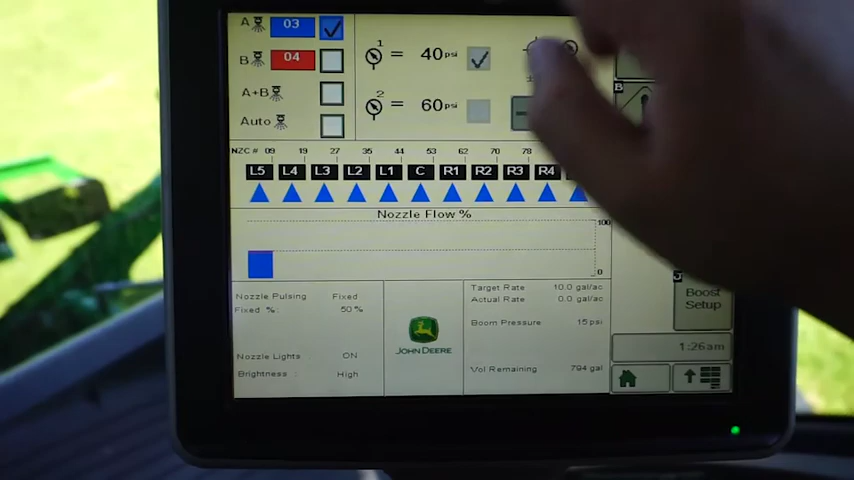 A 03
B 04
A+B
Auto
1 = 40psi
2 = 60psi
B
NZC # 09 19 27 35 44 53 62 70 78
L5 L4 L3 L2 L1 C R1 R2 R3 R4
Nozzle Flow %
100
0
Nozzle Pulsing Fixed
Fixed % : 50 %
Nozzle Lights ON
Brightness High
JOHN DEERE
Target Rate 10.0 gal/ac
Actual Rate 0.0 gal/ac
Boom Pressure 15 psi
Vol Remaining 794 gal
J
Boost
Setup
1:26am